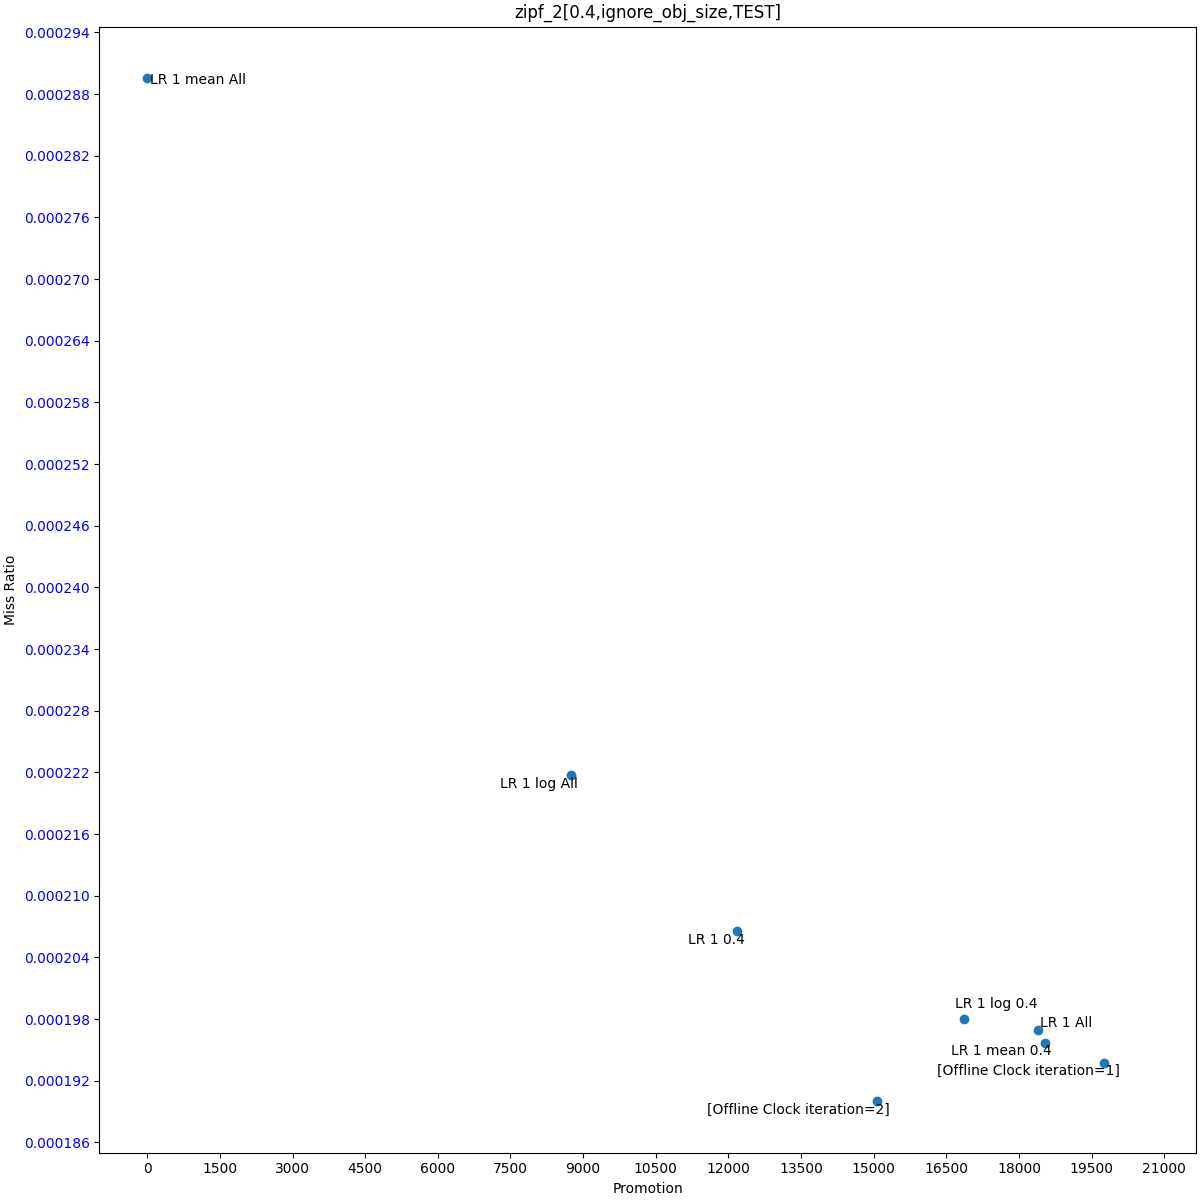 zipf_2[0.4,ignore_obj_size,TEST]
0.000294
LR 1 mean All
0.000288
0.000282
0.000276
0.000270
0.000264
0.000258
0.000252
0.000246
0.000240
Miss Ratio
0.000234
0.000228
0.000222
LR 1 log All
0.000216
0.000210
LR 1 0.4
0.000204
LR 1 log 0.4
0.000198
LR 1 All
LR 1 mean 0.4
[Offline Clock iteration=1]
0.000192
[Offline Clock iteration=2]
0.000186
0 1500 3000 4500 6000 7500 9000 10500 12000 13500 15000 16500 18000 19500 21000
Promotion